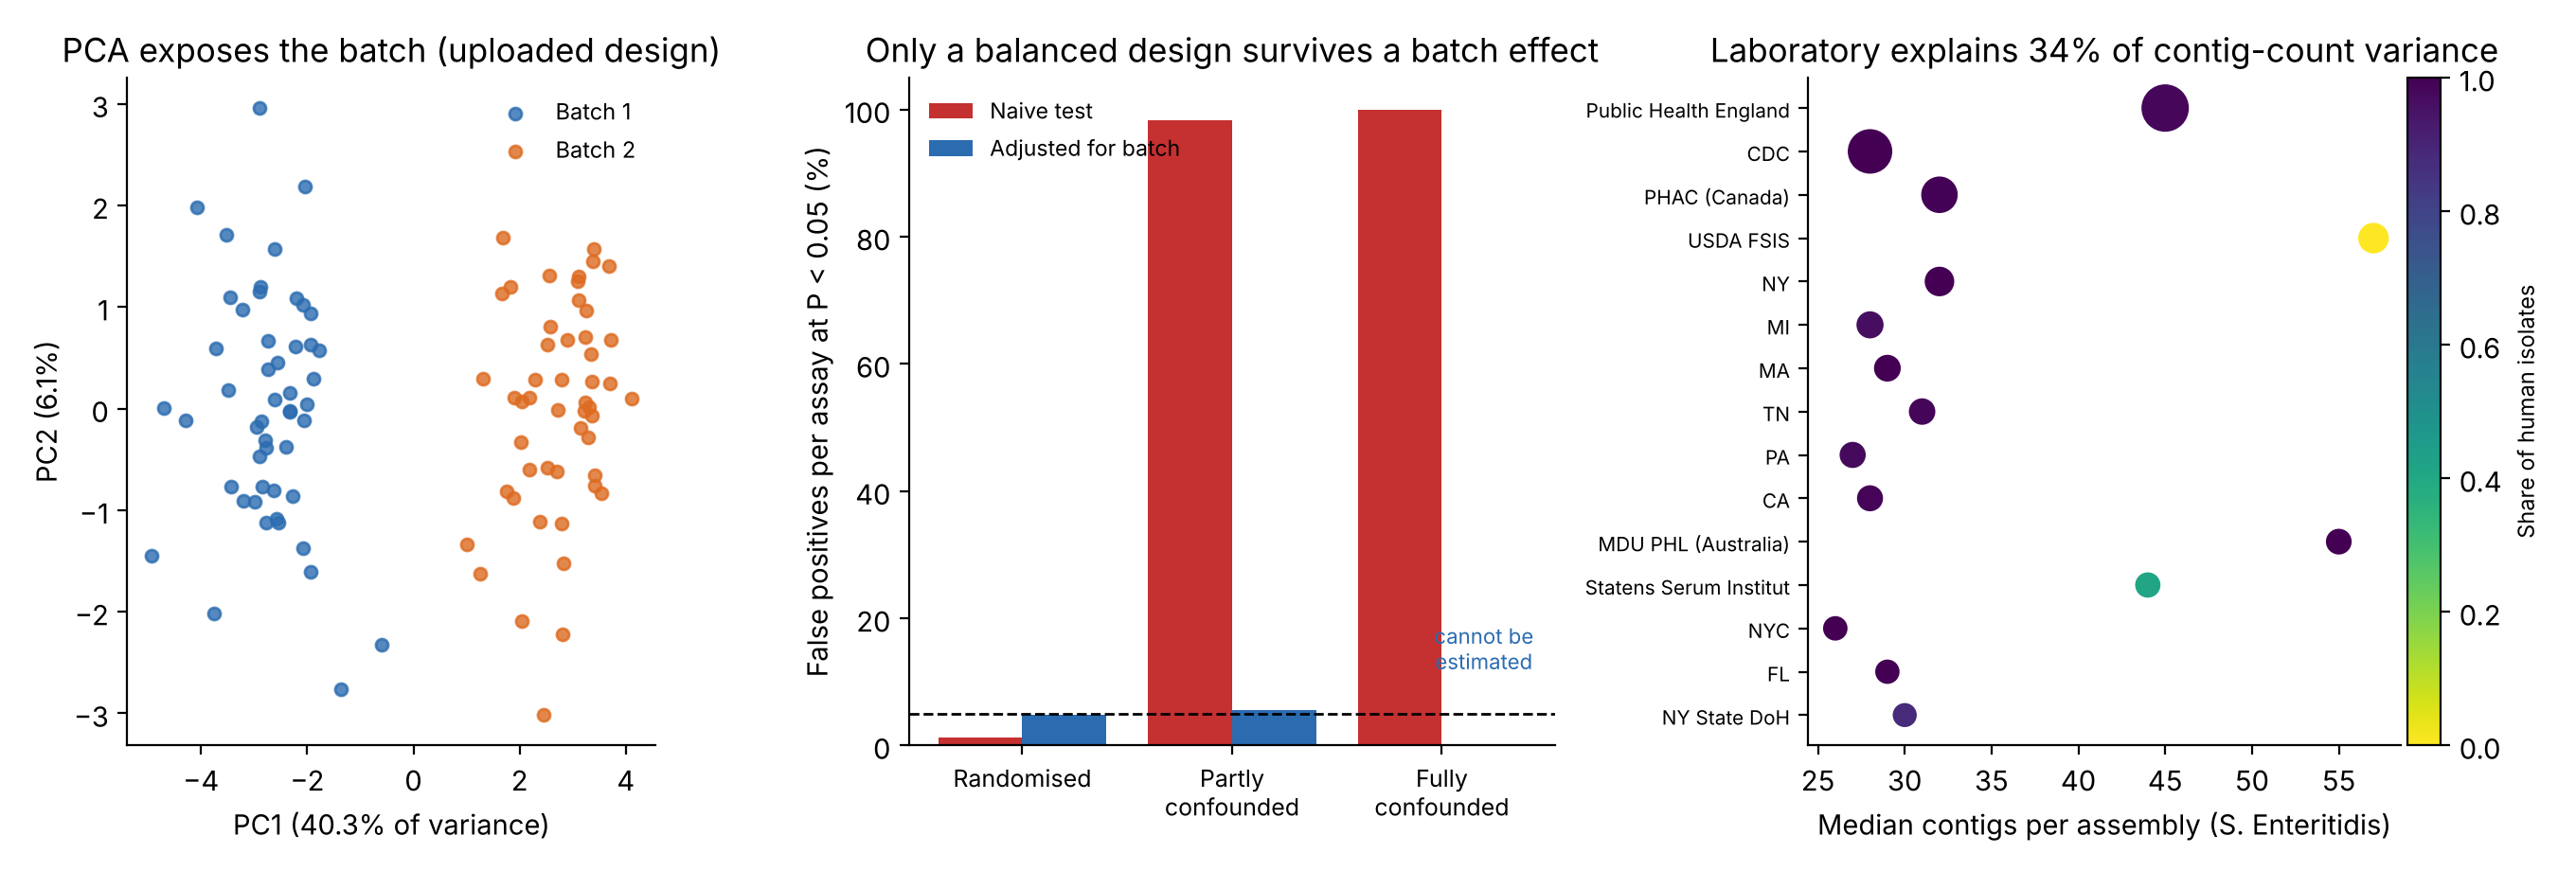 PCA exposes the batch (uploaded design)
Batch 1
Batch 2
3
2
1
0
−1
−2
−3
PC2 (6.1%)
−4
−2
0
2
4
PC1 (40.3% of variance)
Only a balanced design survives a batch effect
Naive test
Adjusted for batch
100
80
60
40
20
0
False positives per assay at P < 0.05 (%)
cannot be
estimated
Randomised
Partly
confounded
Fully
confounded
Laboratory explains 34% of contig-count variance
Public Health England
CDC
PHAC (Canada)
USDA FSIS
NY
MI
MA
TN
PA
CA
MDU PHL (Australia)
Statens Serum Institut
NYC
FL
NY State DoH
25
30
35
40
45
50
55
Median contigs per assembly (S. Enteritidis)
1.0
0.8
0.6
0.4
0.2
0.0
Share of human isolates